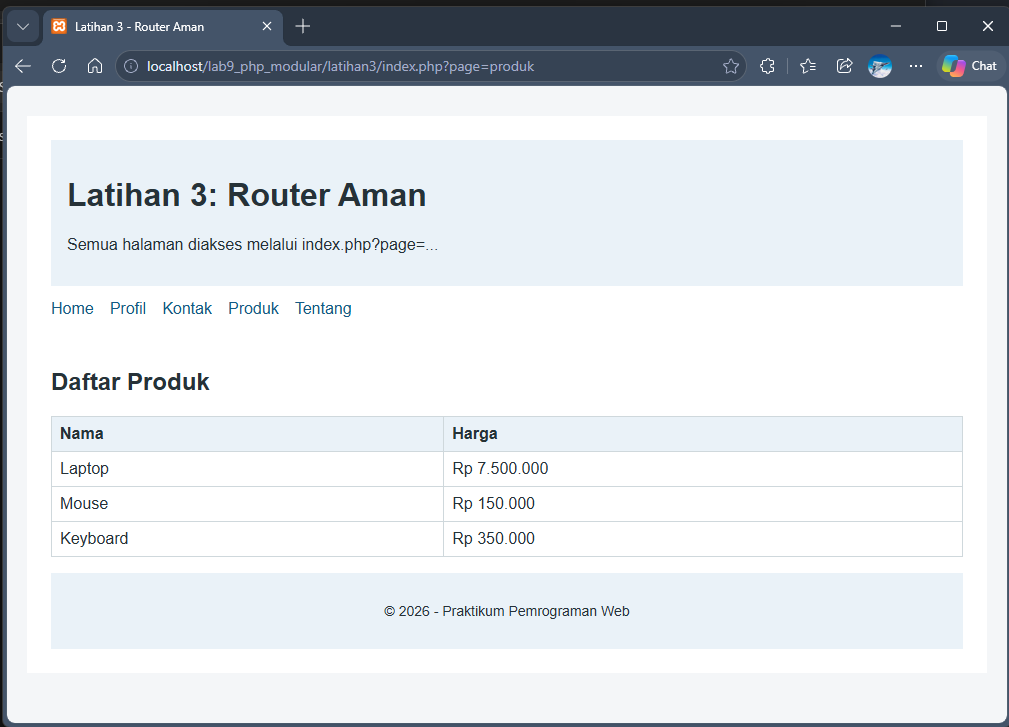 Latihan 3 - Router Aman
localhost/lab9_php_modular/latihan3/index.php?page=produk
Chat
Latihan 3: Router Aman
Semua halaman diakses melalui index.php?page=...
Home Profil Kontak Produk Tentang
Daftar Produk
Nama Harga
Laptop Rp 7.500.000
Mouse Rp 150.000
Keyboard Rp 350.000
© 2026 - Praktikum Pemrograman Web